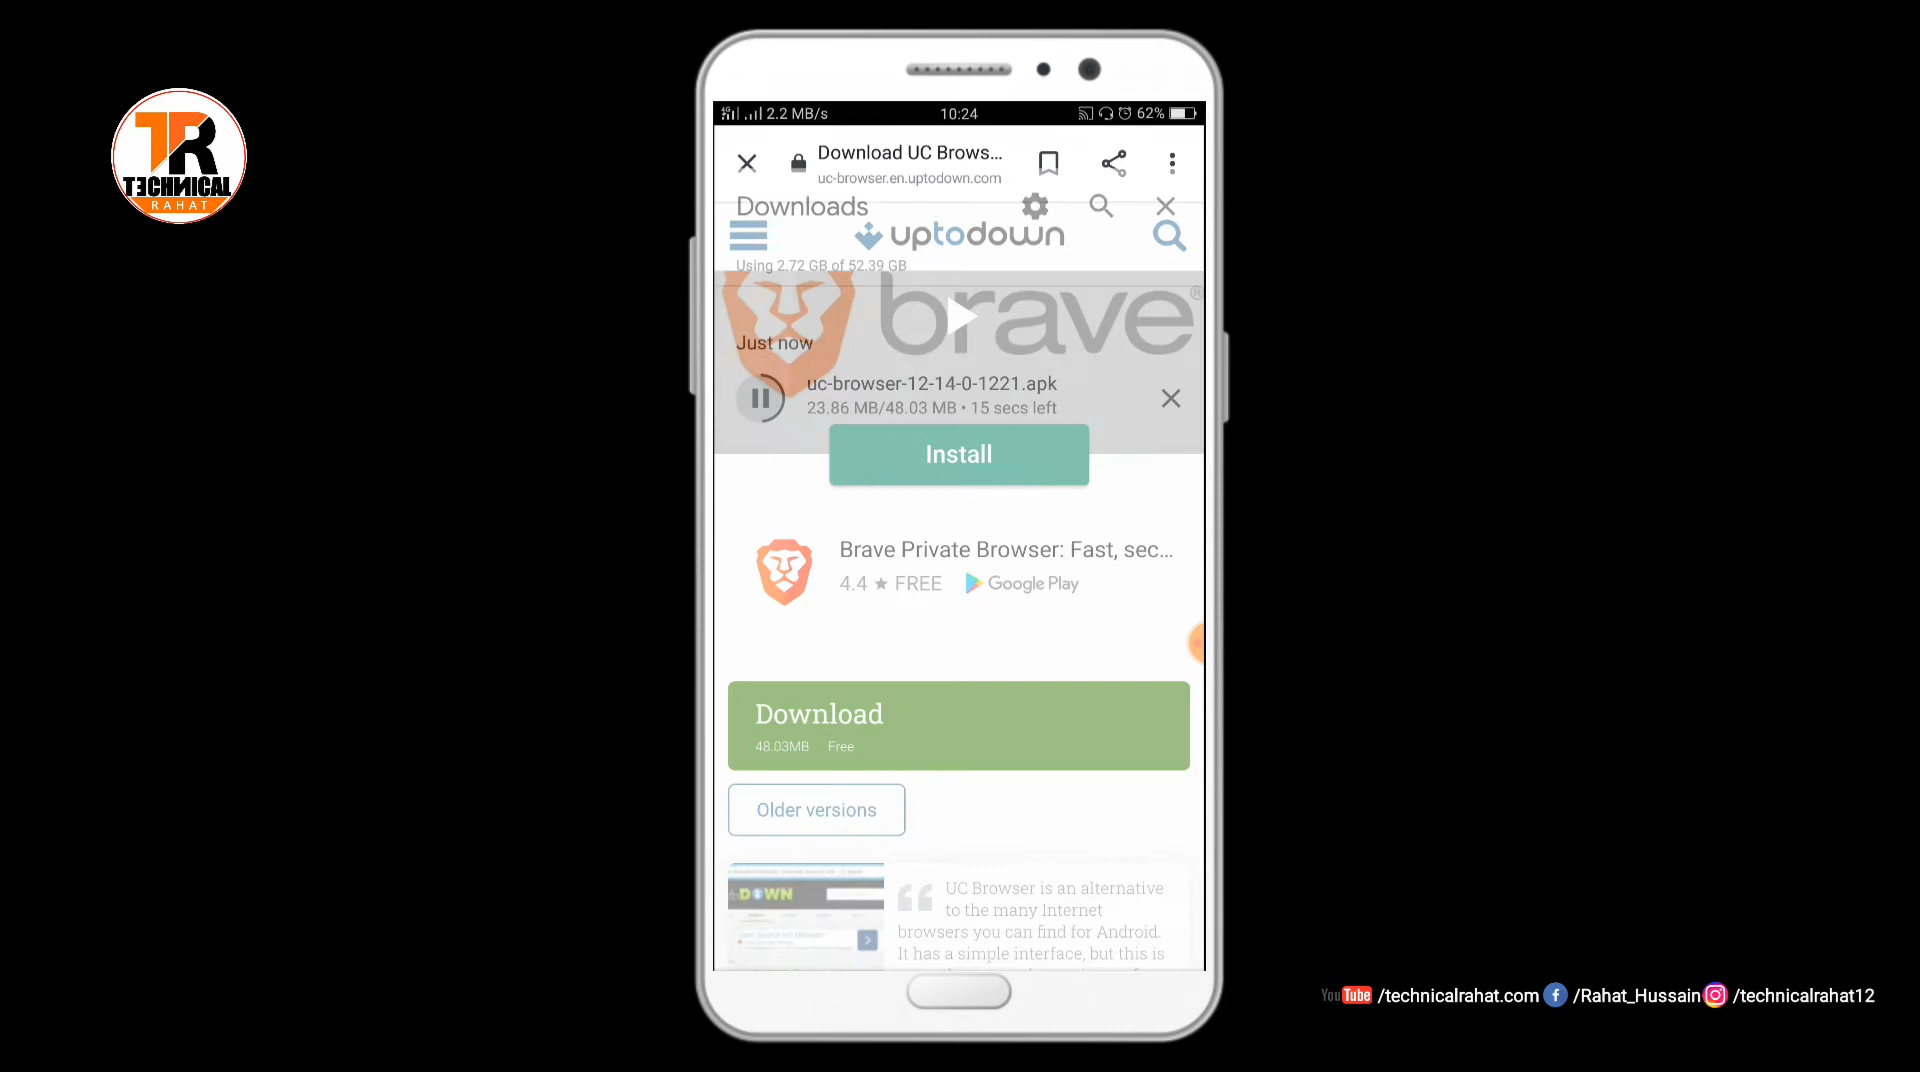 TR
TECHNICAL
RAHAT
4G 2.2 MB/s 10:24 62%
Download UC Brows...
uc-browser.en.uptodown.com
Downloads
uptodown
Using 2.72 GB of 52.39 GB
brave®
Just now
uc-browser-12-14-0-1221.apk
23.86 MB/48.03 MB • 15 secs left
Install
Brave Private Browser: Fast, sec...
4.4 ★ FREE Google Play
Download
48.03MB Free
Older versions
DOWN
UC Browser is an alternative
to the many Internet
browsers you can find for Android.
It has a simple interface, but this is
YouTube /technicalrahat.com f /Rahat_Hussain /technicalrahat12